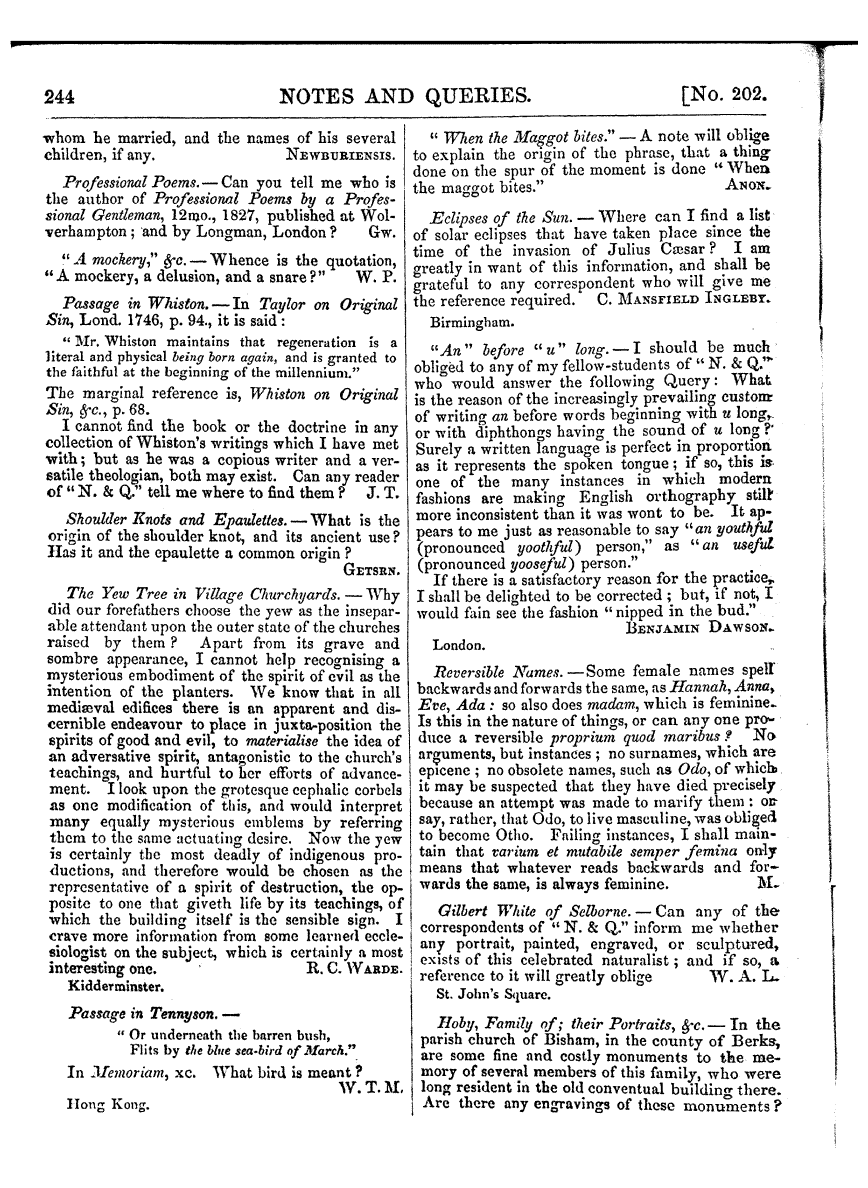 244 NOTES AND QUERIES. [No. 202.
whom he married, and the names of his several
children, if any. NEWBURIENSIS.
Professional Poems.—Can you tell me who is
the author of Professional Poems by a Profes-
sional Gentleman, 12mo., 1827, published at Wol-
verhampton; and by Longman, London? GW.
"A mockery," &c.—Whence is the quotation,
"A mockery, a delusion, and a snare?" W. P.
Passage in Whiston.—In Taylor on Original
Sin, Lond. 1746, p. 94., it is said:
"Mr. Whiston maintains that regeneration is a
literal and physical being born again, and is granted to
the faithful at the beginning of the millennium."
The marginal reference is, Whiston on Original
Sin, &c., p. 68.
I cannot find the book or the doctrine in any
collection of Whiston's writings which I have met
with; but as he was a copious writer and a ver-
satile theologian, both may exist. Can any reader
of "N. & Q." tell me where to find them? J. T.
Shoulder Knots and Epaulettes.—What is the
origin of the shoulder knot, and its ancient use?
Has it and the epaulette a common origin?
GETSRN.
The Yew Tree in Village Churchyards.—Why
did our forefathers choose the yew as the insepar-
able attendant upon the outer state of the churches
raised by them? Apart from its grave and
sombre appearance, I cannot help recognising a
mysterious embodiment of the spirit of evil as the
intention of the planters. We know that in all
mediæval edifices there is an apparent and dis-
cernible endeavour to place in juxta-position the
spirits of good and evil, to materialise the idea of
an adversative spirit, antagonistic to the church's
teachings, and hurtful to her efforts of advance-
ment. I look upon the grotesque cephalic corbels
as one modification of this, and would interpret
many equally mysterious emblems by referring
them to the same actuating desire. Now the yew
is certainly the most deadly of indigenous pro-
ductions, and therefore would be chosen as the
representative of a spirit of destruction, the op-
posite to one that giveth life by its teachings, of
which the building itself is the sensible sign. I
crave more information from some learned eccle-
siologist on the subject, which is certainly a most
interesting one. R. C. WARDE.
Kidderminster.
Passage in Tennyson.—
"Or underneath the barren bush,
Flits by the blue sea-bird of March."
In Memoriam, xc. What bird is meant?
W. T. M.
Hong Kong.
"When the Maggot bites."—A note will oblige
to explain the origin of the phrase, that a thing
done on the spur of the moment is done "When
the maggot bites." ANON.
Eclipses of the Sun.—Where can I find a list
of solar eclipses that have taken place since the
time of the invasion of Julius Cæsar? I am
greatly in want of this information, and shall be
grateful to any correspondent who will give me
the reference required. C. MANSFIELD INGLEBY.
Birmingham.
"An" before "u" long.—I should be much
obliged to any of my fellow-students of "N. & Q."
who would answer the following Query: What
is the reason of the increasingly prevailing custom
of writing an before words beginning with u long,
or with diphthongs having the sound of u long?
Surely a written language is perfect in proportion
as it represents the spoken tongue; if so, this is
one of the many instances in which modern
fashions are making English orthography still
more inconsistent than it was wont to be. It ap-
pears to me just as reasonable to say "an youthful
(pronounced yoothful) person," as "an useful
(pronounced yooseful) person."
If there is a satisfactory reason for the practice,
I shall be delighted to be corrected; but, if not, I
would fain see the fashion "nipped in the bud."
BENJAMIN DAWSON.
London.
Reversible Names.—Some female names spell
backwards and forwards the same, as Hannah, Anna,
Eve, Ada: so also does madam, which is feminine.
Is this in the nature of things, or can any one pro-
duce a reversible proprium quod maribus? No
arguments, but instances; no surnames, which are
epicene; no obsolete names, such as Odo, of which
it may be suspected that they have died precisely
because an attempt was made to marify them: or
say, rather, that Odo, to live masculine, was obliged
to become Otho. Failing instances, I shall main-
tain that varium et mutabile semper femina only
means that whatever reads backwards and for-
wards the same, is always feminine. M.
Gilbert White of Selborne.—Can any of the
correspondents of "N. & Q." inform me whether
any portrait, painted, engraved, or sculptured,
exists of this celebrated naturalist; and if so, a
reference to it will greatly oblige W. A. L.
St. John's Square.
Hoby, Family of; their Portraits, &c.—In the
parish church of Bisham, in the county of Berks,
are some fine and costly monuments to the me-
mory of several members of this family, who were
long resident in the old conventual building there.
Are there any engravings of these monuments?